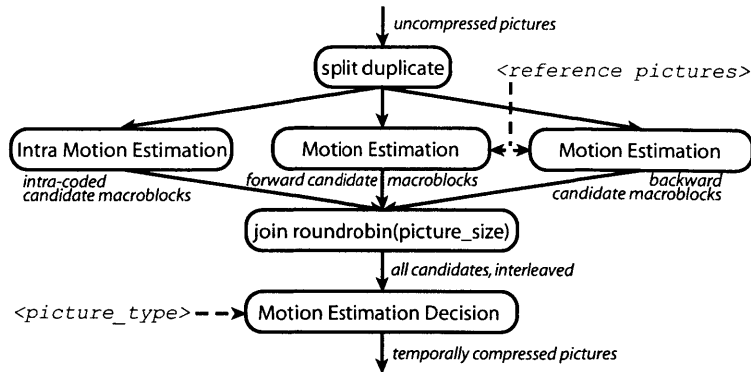 uncompressed pictures
split duplicate
<reference pictures>
Intra Motion Estimation
Motion Estimation
Motion Estimation
intra-coded
candidate macroblocks
forward candidate macroblocks
backward
candidate macroblocks
join roundrobin(picture_size)
all candidates, interleaved
<picture_type>
Motion Estimation Decision
temporally compressed pictures